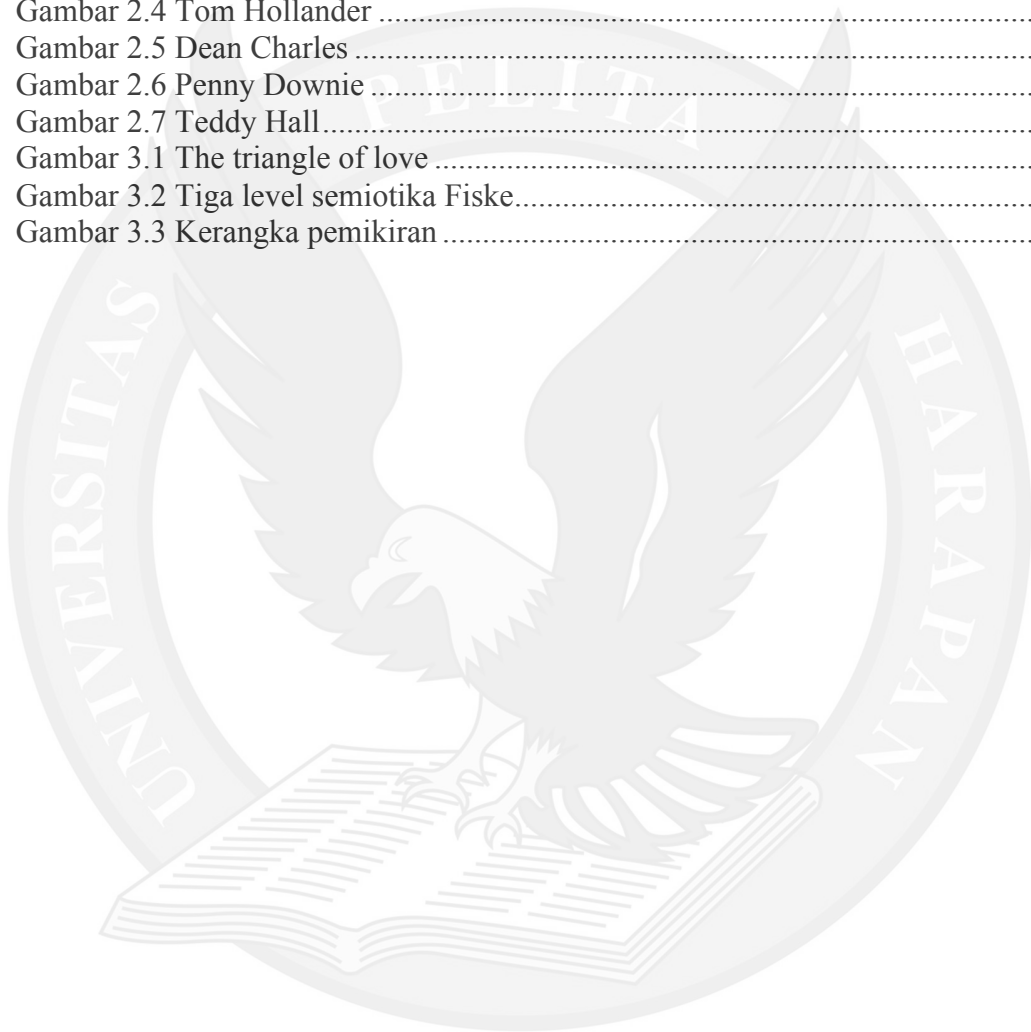 Gambar 2.4 Tom Hollander ........................................................................................................
Gambar 2.5 Dean Charles ............................................................................................................
Gambar 2.6 Penny Downie ..........................................................................................................
Gambar 2.7 Teddy Hall..................................................................................................................
Gambar 3.1 The triangle of love .................................................................................................
Gambar 3.2 Tiga level semiotika Fiske.....................................................................................
Gambar 3.3 Kerangka pemikiran ................................................................................................
UNIVERSITAS PELITA HARAPAN